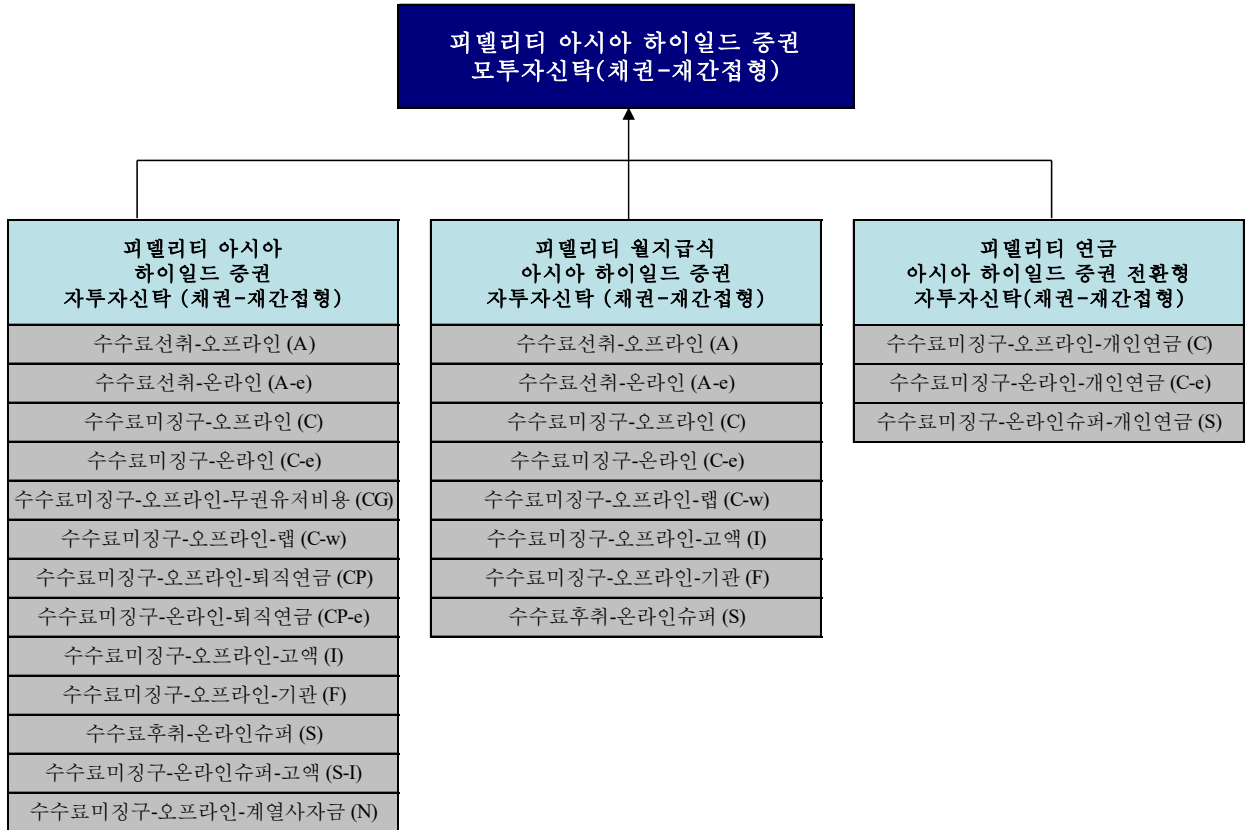 피델리티 아시아 하이일드 증권
모투자신탁(채권-재간접형)
피델리티 아시아
하이일드 증권
자투자신탁 (채권-재간접형)
수수료선취-오프라인 (A)
수수료선취-온라인 (A-e)
수수료미징구-오프라인 (C)
수수료미징구-온라인 (C-e)
수수료미징구-오프라인-무권유저비용 (CG)
수수료미징구-오프라인-랩 (C-w)
수수료미징구-오프라인-퇴직연금 (CP)
수수료미징구-온라인-퇴직연금 (CP-e)
수수료미징구-오프라인-고액 (I)
수수료미징구-오프라인-기관 (F)
수수료후취-온라인슈퍼 (S)
수수료미징구-온라인슈퍼-고액 (S-I)
수수료미징구-오프라인-계열사자금 (N)
피델리티 월지급식
아시아 하이일드 증권
자투자신탁 (채권-재간접형)
수수료선취-오프라인 (A)
수수료선취-온라인 (A-e)
수수료미징구-오프라인 (C)
수수료미징구-온라인 (C-e)
수수료미징구-오프라인-랩 (C-w)
수수료미징구-오프라인-고액 (I)
수수료미징구-오프라인-기관 (F)
수수료후취-온라인슈퍼 (S)
피델리티 연금
아시아 하이일드 증권 전환형
자투자신탁(채권-재간접형)
수수료미징구-오프라인-개인연금 (C)
수수료미징구-온라인-개인연금 (C-e)
수수료미징구-온라인슈퍼-개인연금 (S)